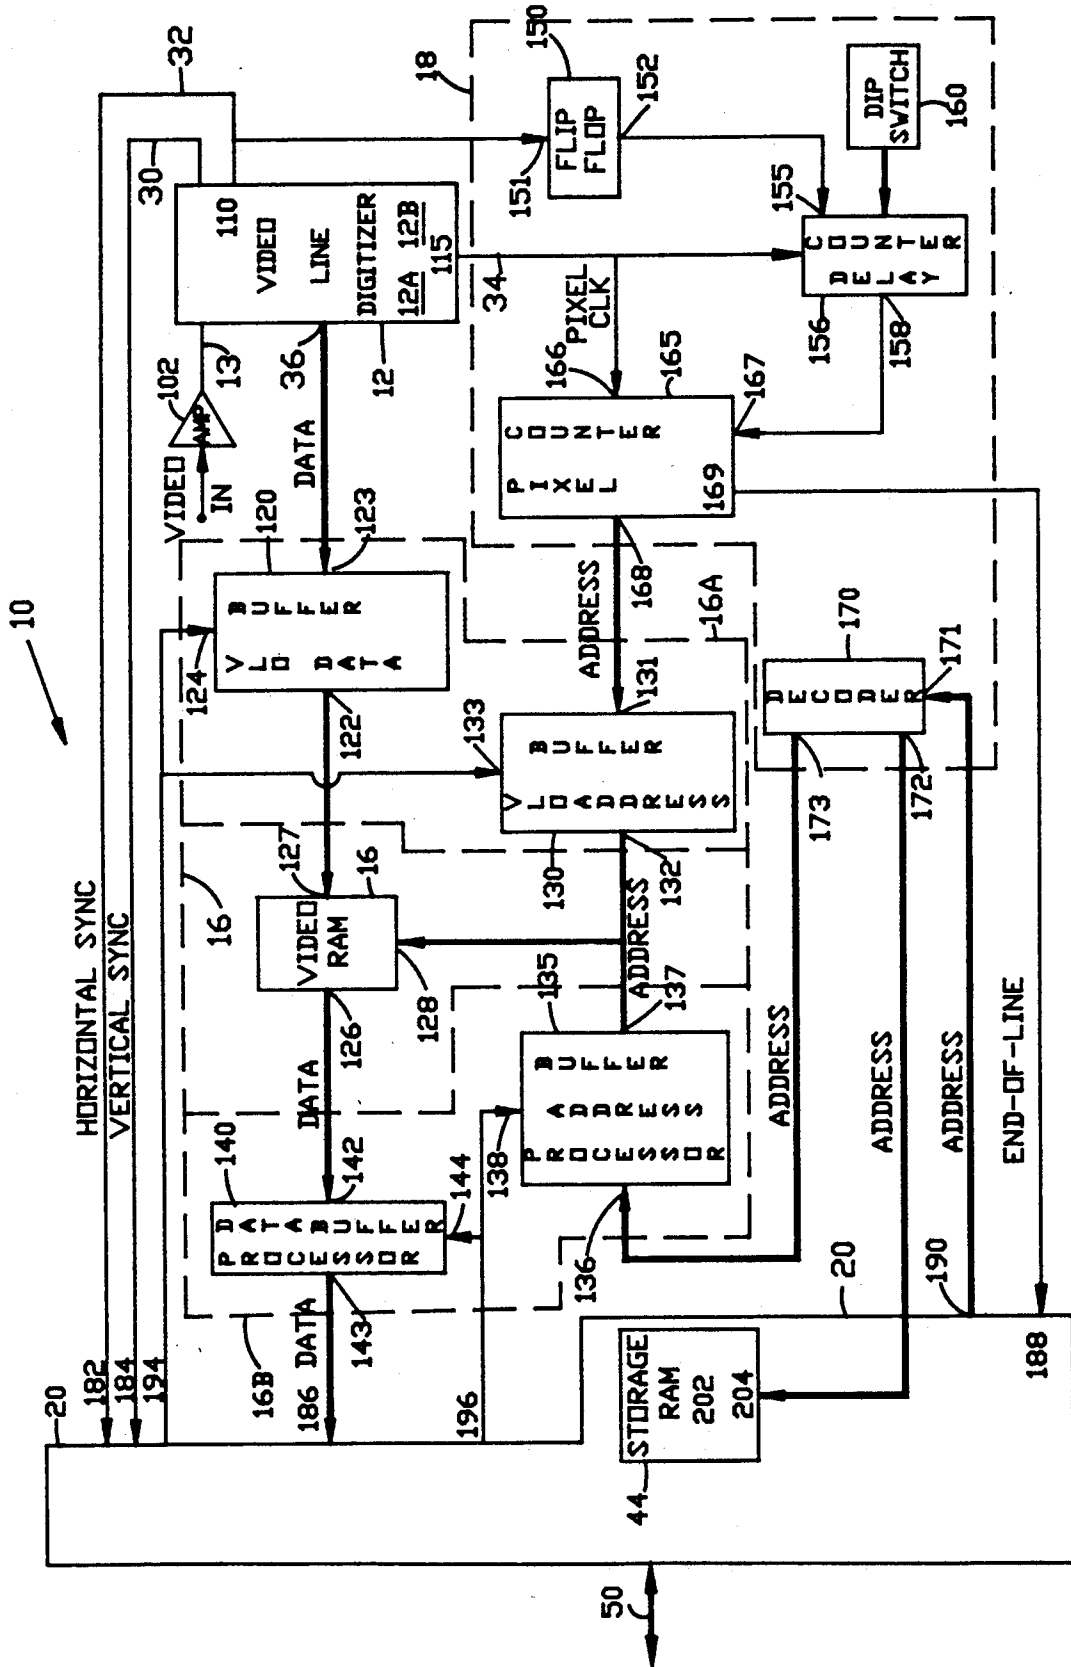 10
HORIZONTAL SYNC
VERTICAL SYNC
32
30
182
184
194
20
110
VIDEO
LINE
DIGITIZER
12A 12B
115
12
36
34
13
102
AMP
VIDEO
IN
DATA
120
123
124
VLD DATA
BUFFER
122
133
127
16
VIDEO
RAM
16
126
128
DATA
140
142
DATA BUFFER
PROCESSOR
144
143
186 DATA
16B
196
18
150
FLIP
FLOP
151
152
DIP
SWITCH
160
155
COUNTER
DELAY
156
158
PIXEL
CLK
166
165
167
COUNTER
PIXEL
169
168
ADDRESS
16A
131
BUFFER
VLD ADDRESS
130
132
ADDRESS
135
137
BUFFER
ADDRESS
PROCESSOR
138
136
170
DECODER
171
172
173
ADDRESS
ADDRESS
ADDRESS
END-OF-LINE
20
190
188
STORAGE
RAM
202
204
44
50